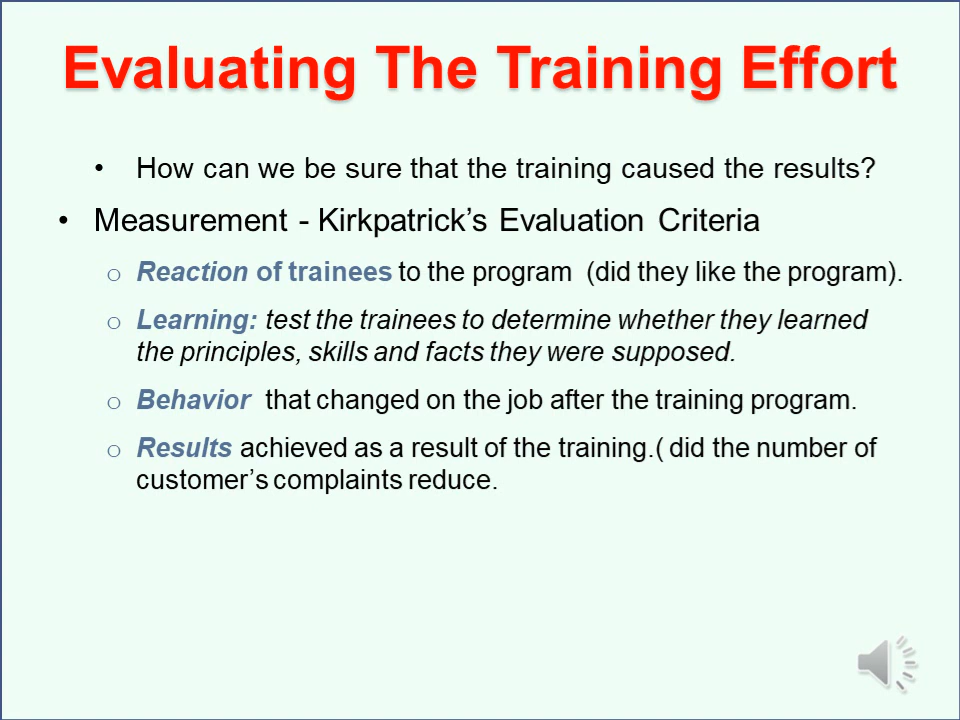 Evaluating The Training Effort
• How can we be sure that the training caused the results?
• Measurement - Kirkpatrick’s Evaluation Criteria
o Reaction of trainees to the program (did they like the program).
o Learning: test the trainees to determine whether they learned
the principles, skills and facts they were supposed.
o Behavior that changed on the job after the training program.
o Results achieved as a result of the training.( did the number of
customer’s complaints reduce.